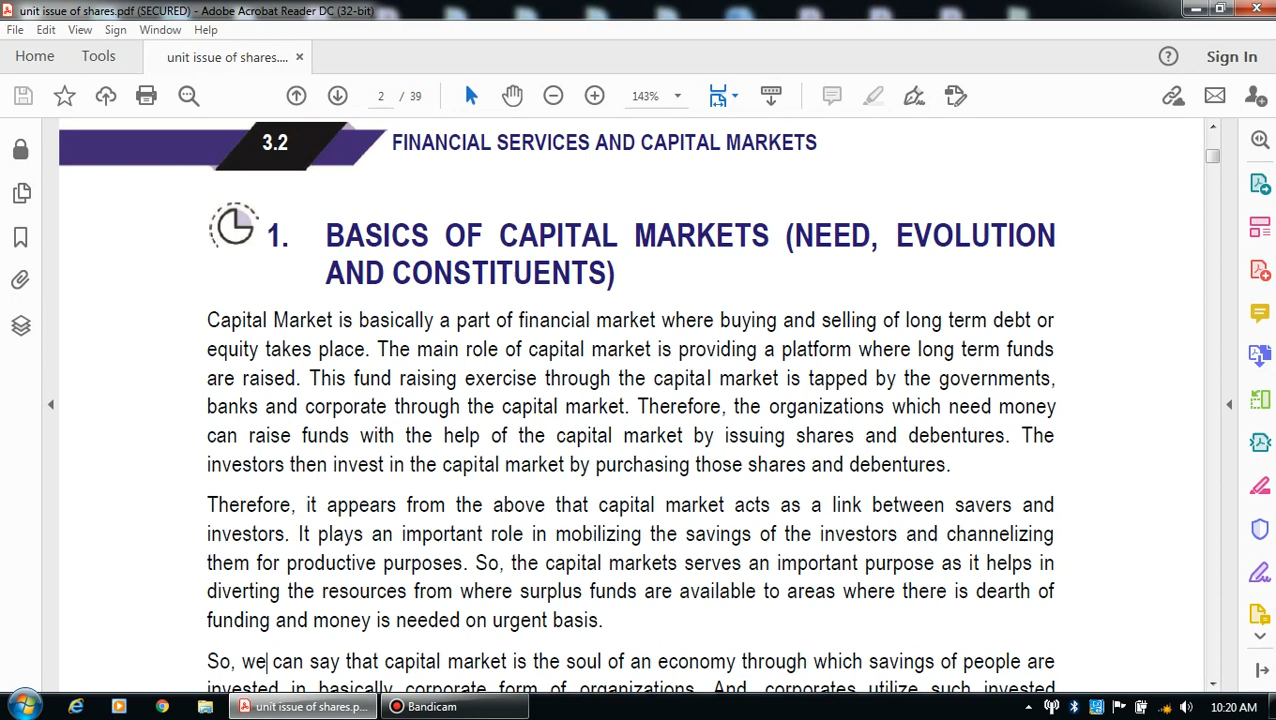 unit issue of shares.pdf (SECURED) - Adobe Acrobat Reader DC (32-bit)
File Edit View Sign Window Help
Home Tools unit issue of shares.... × Sign In
2 / 39 143%
3.2 FINANCIAL SERVICES AND CAPITAL MARKETS
1. BASICS OF CAPITAL MARKETS (NEED, EVOLUTION
AND CONSTITUENTS)
Capital Market is basically a part of financial market where buying and selling of long term debt or
equity takes place. The main role of capital market is providing a platform where long term funds
are raised. This fund raising exercise through the capital market is tapped by the governments,
banks and corporate through the capital market. Therefore, the organizations which need money
can raise funds with the help of the capital market by issuing shares and debentures. The
investors then invest in the capital market by purchasing those shares and debentures.
Therefore, it appears from the above that capital market acts as a link between savers and
investors. It plays an important role in mobilizing the savings of the investors and channelizing
them for productive purposes. So, the capital markets serves an important purpose as it helps in
diverting the resources from where surplus funds are available to areas where there is dearth of
funding and money is needed on urgent basis.
So, we can say that capital market is the soul of an economy through which savings of people are
invested in basically corporate form of organizations. And, corporates utilize such invested
unit issue of shares.p... Bandicam 10:20 AM